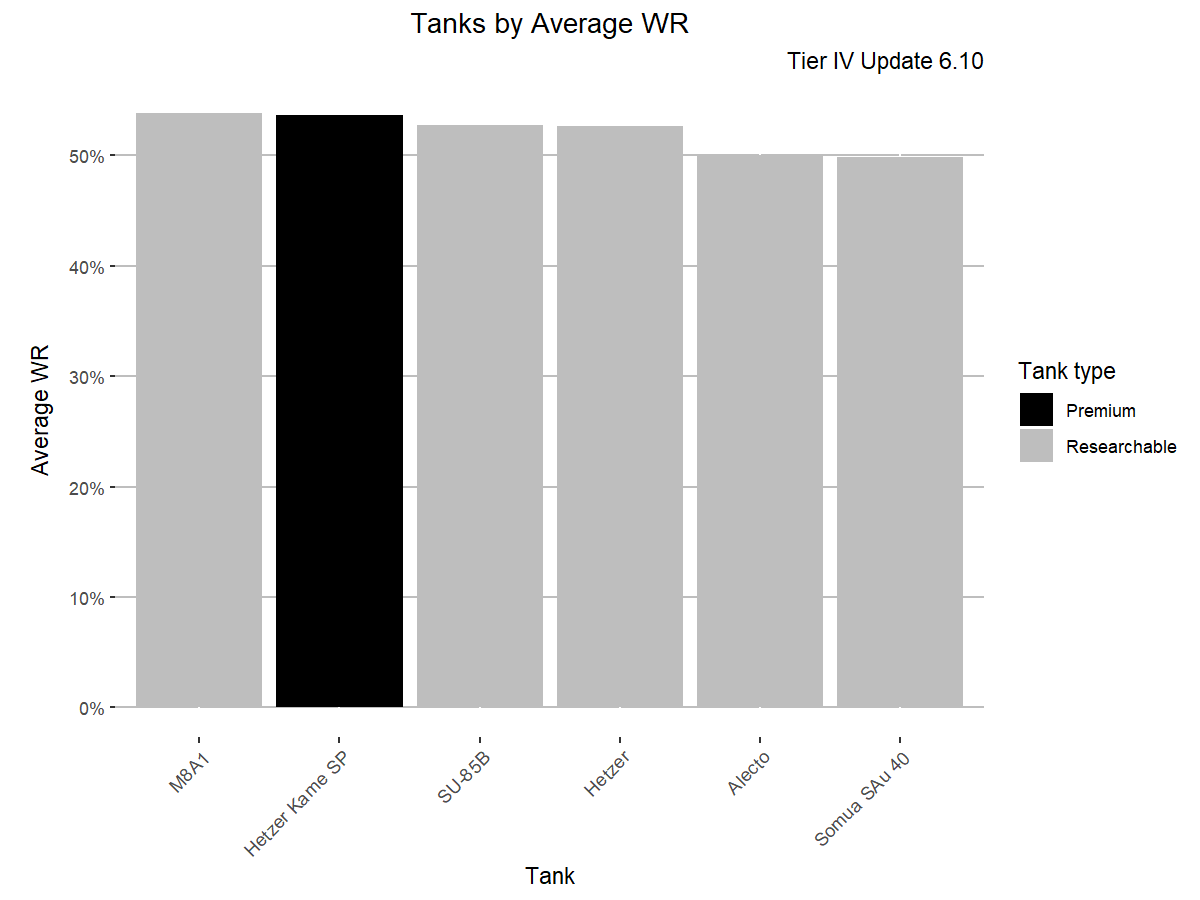 Tanks by Average WR
Tier IV Update 6.10
Average WR
50%
40%
30%
20%
10%
0%
M8A1
Hetzer Kame SP
SU-85B
Hetzer
Alecto
Somua SAu 40
Tank
Tank type
Premium
Researchable